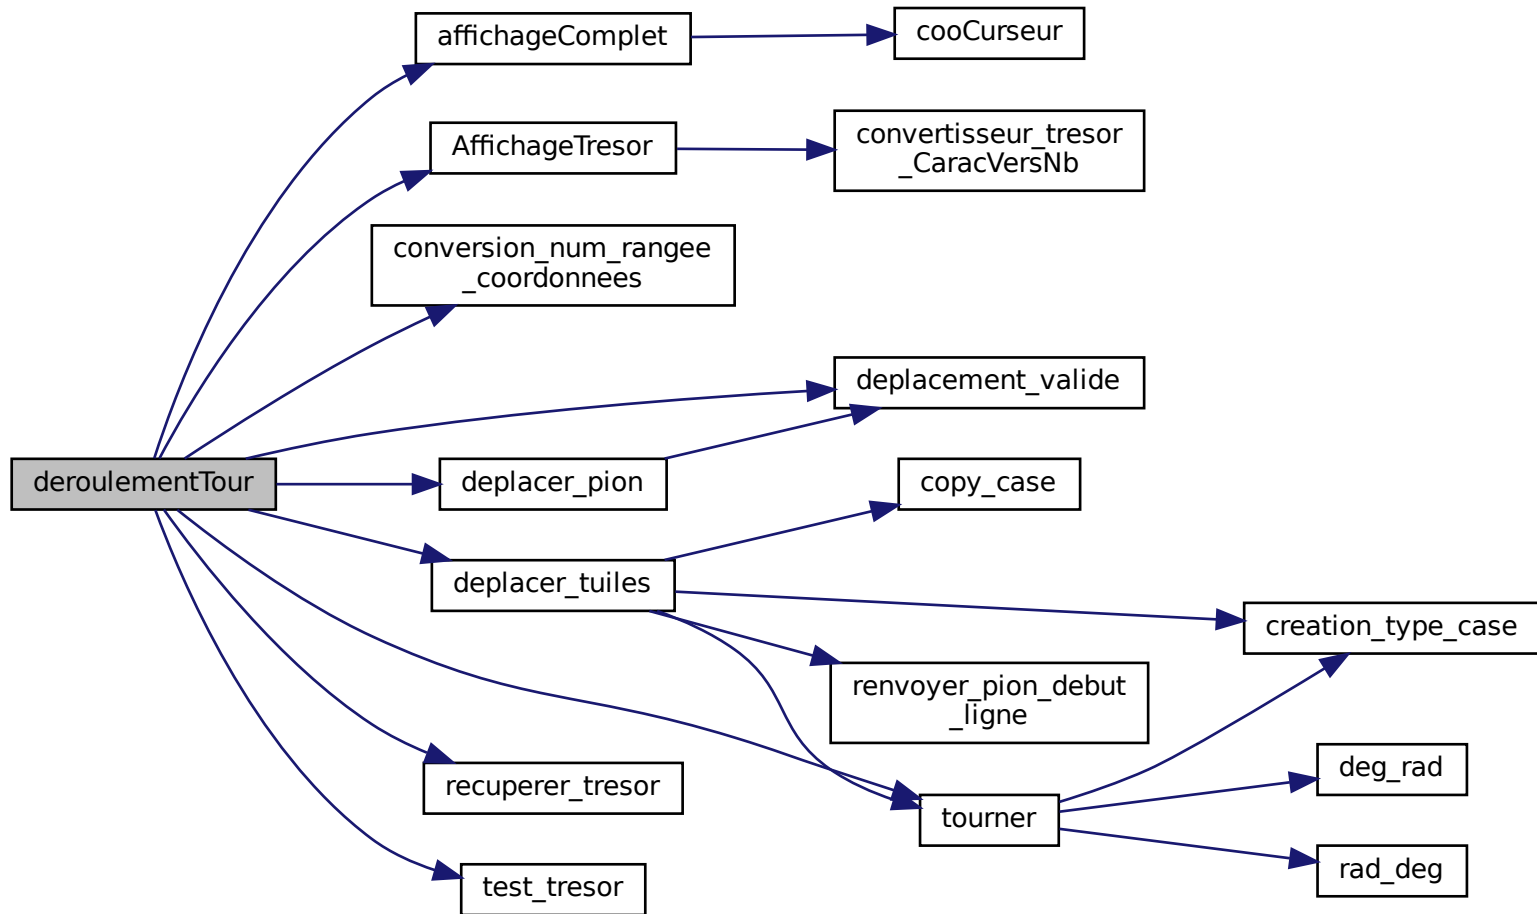 affichageComplet
cooCurseur
AffichageTresor
convertisseur_tresor
_CaracVersNb
conversion_num_rangee
_coordonnees
deplacement_valide
deroulementTour
deplacer_pion
copy_case
deplacer_tuiles
creation_type_case
renvoyer_pion_debut
_ligne
deg_rad
recuperer_tresor
tourner
rad_deg
test_tresor